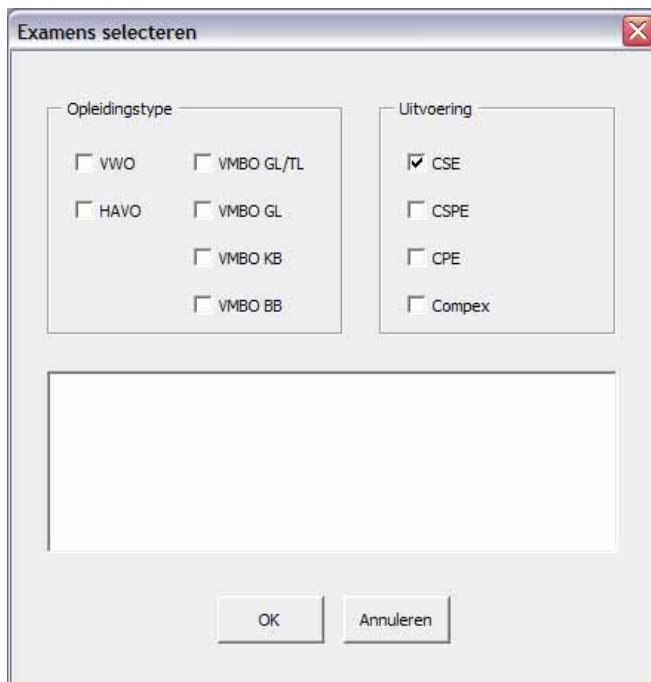 Examens selecteren
Opleidingstype
VWO
VMBO GL/TL
HAVO
VMBO GL
VMBO KB
VMBO BB
Uitvoering
CSE
CSPE
CPE
Compex
OK
Annuleren